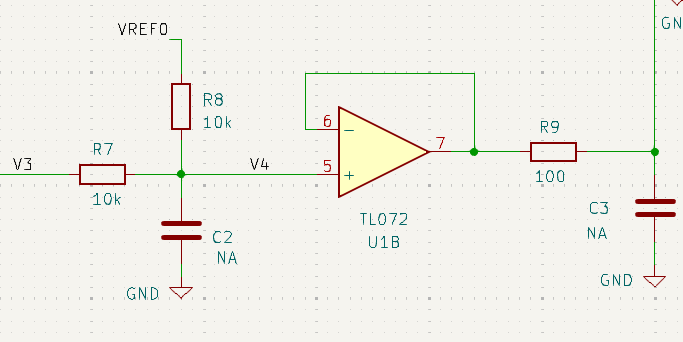 VREF0
GN
R8
10k
6
−
7
R9
R7
V3
V4
5
+
10k
100
TL072
U1B
C3
NA
C2
NA
GND
GND